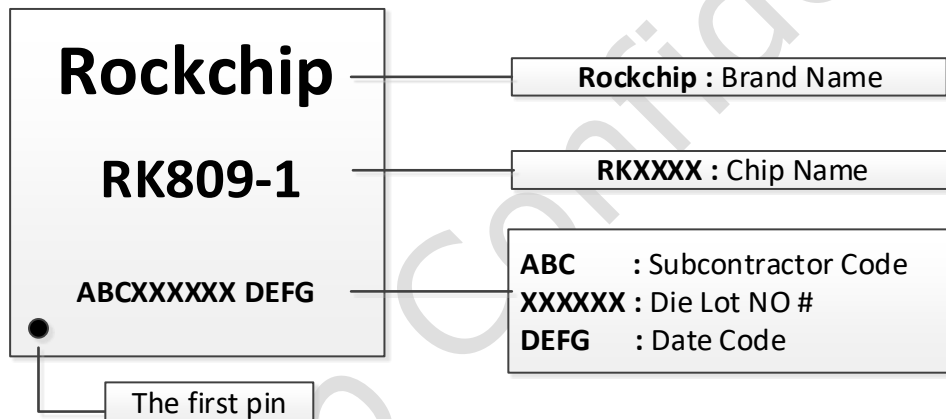 Rockchip
Rockchip : Brand Name
RK809-1
RKXXXX : Chip Name
ABCXXXXXX DEFG
ABC : Subcontractor Code
XXXXXX : Die Lot NO #
DEFG : Date Code
The first pin